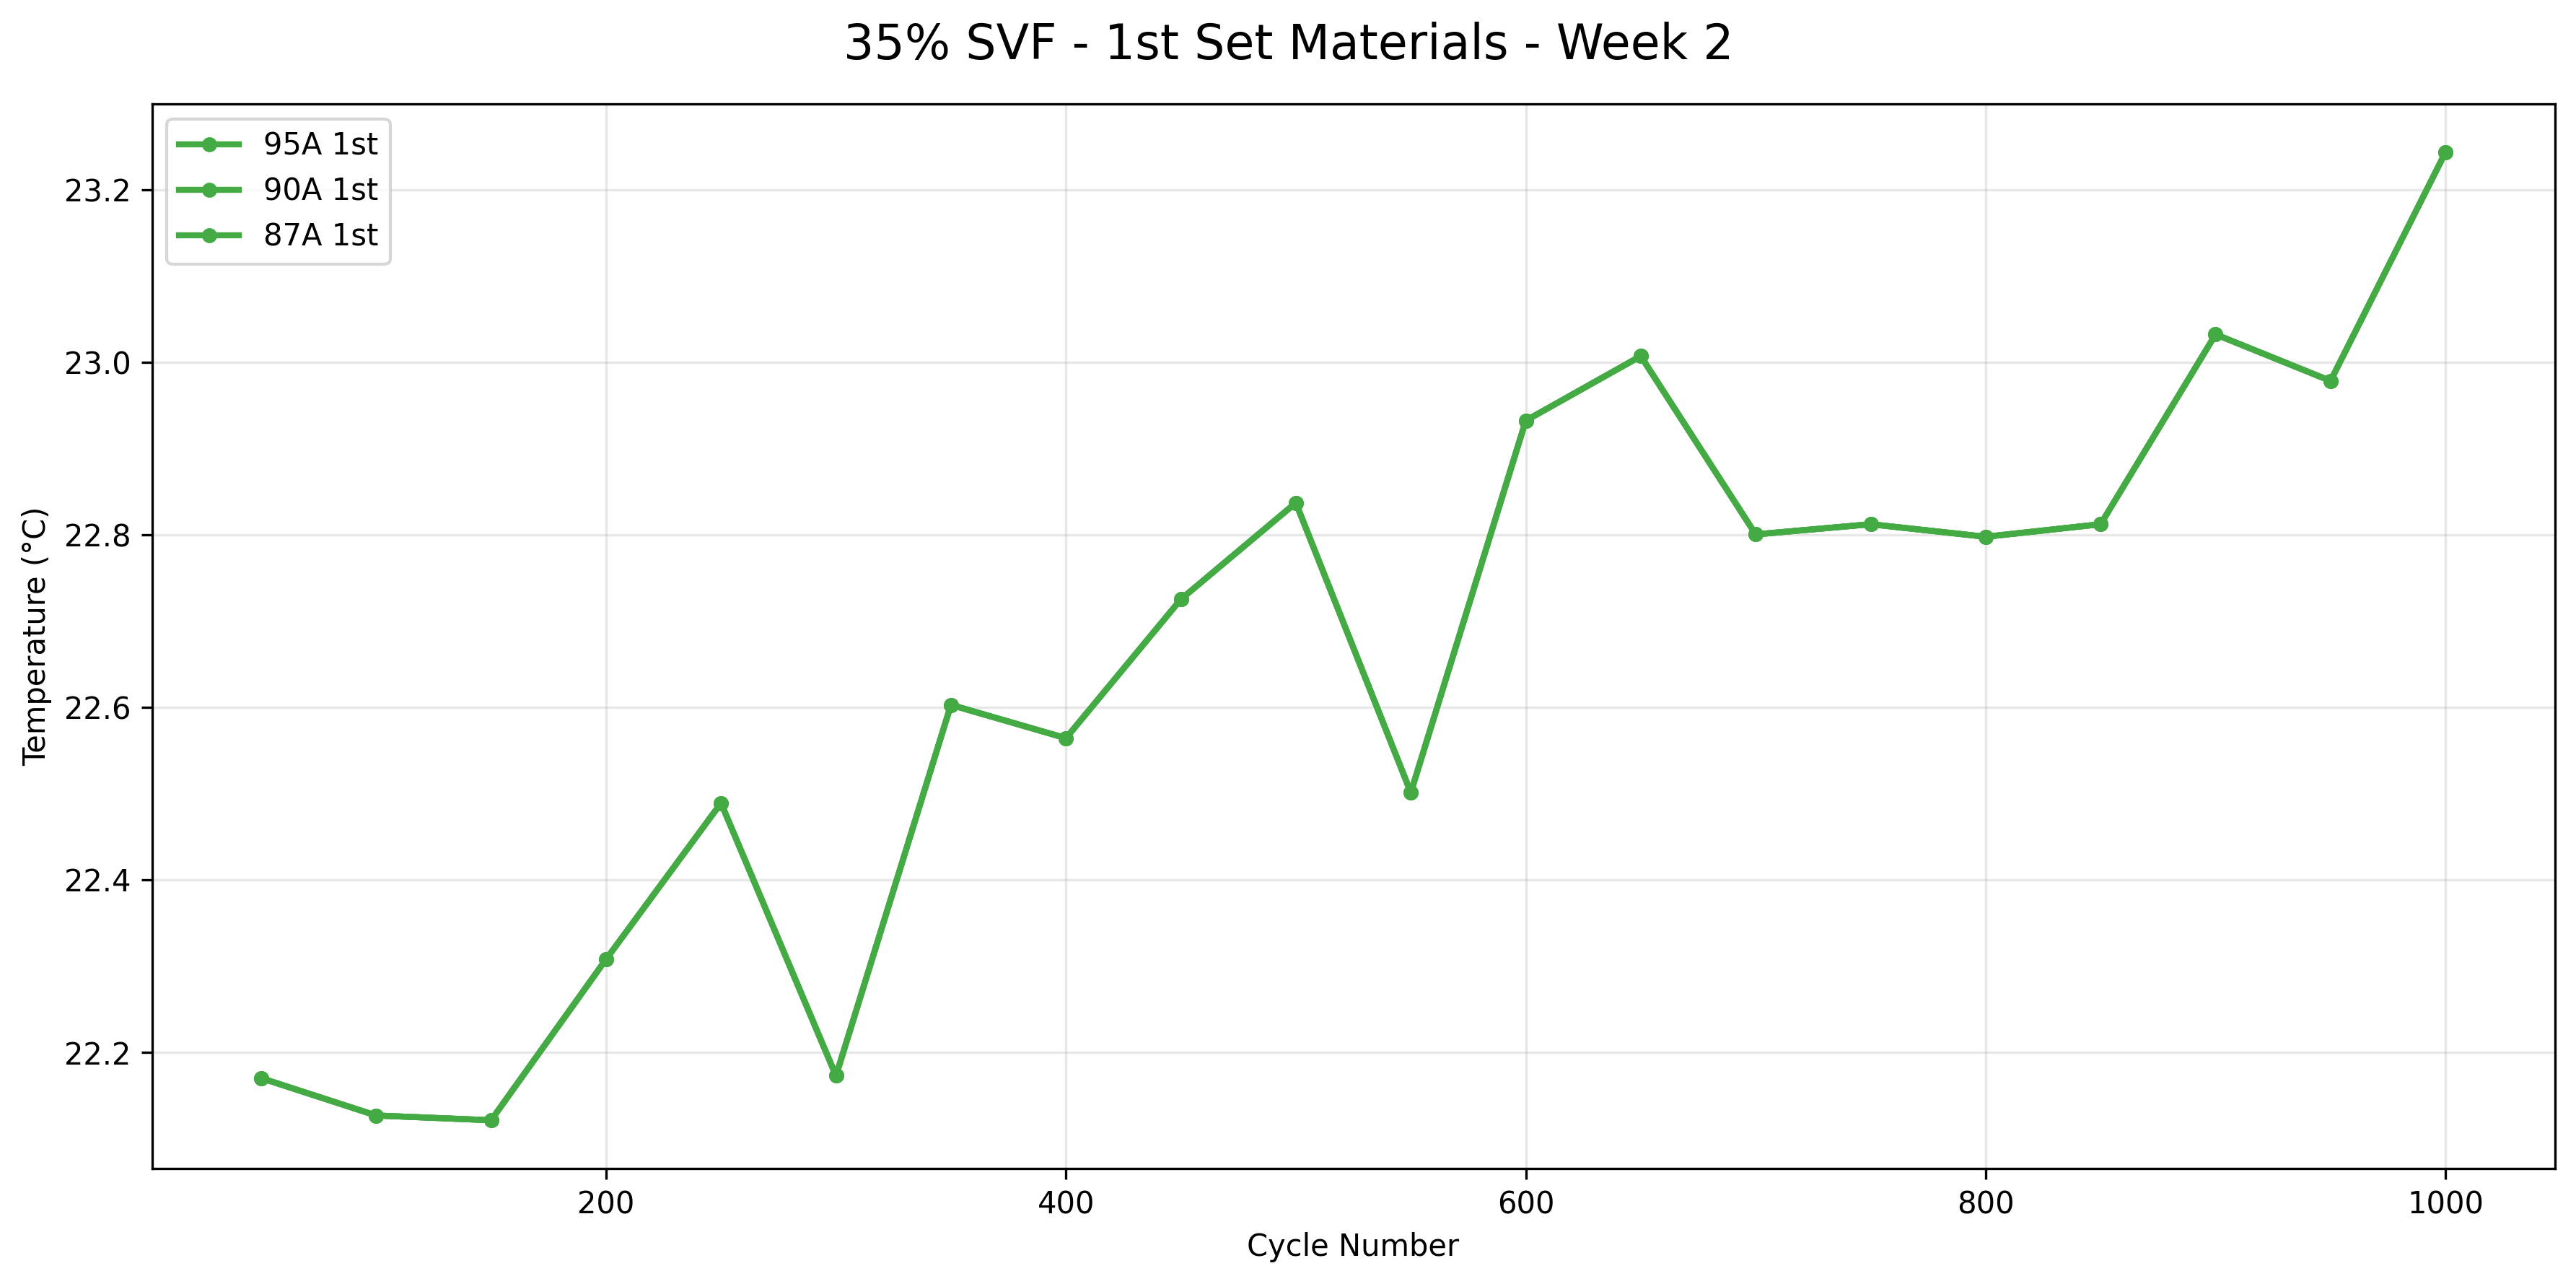 35% SVF - 1st Set Materials - Week 2
95A 1st
90A 1st
87A 1st
23.2
23.0
22.8
22.6
22.4
22.2
Temperature (°C)
200 400 600 800 1000
Cycle Number